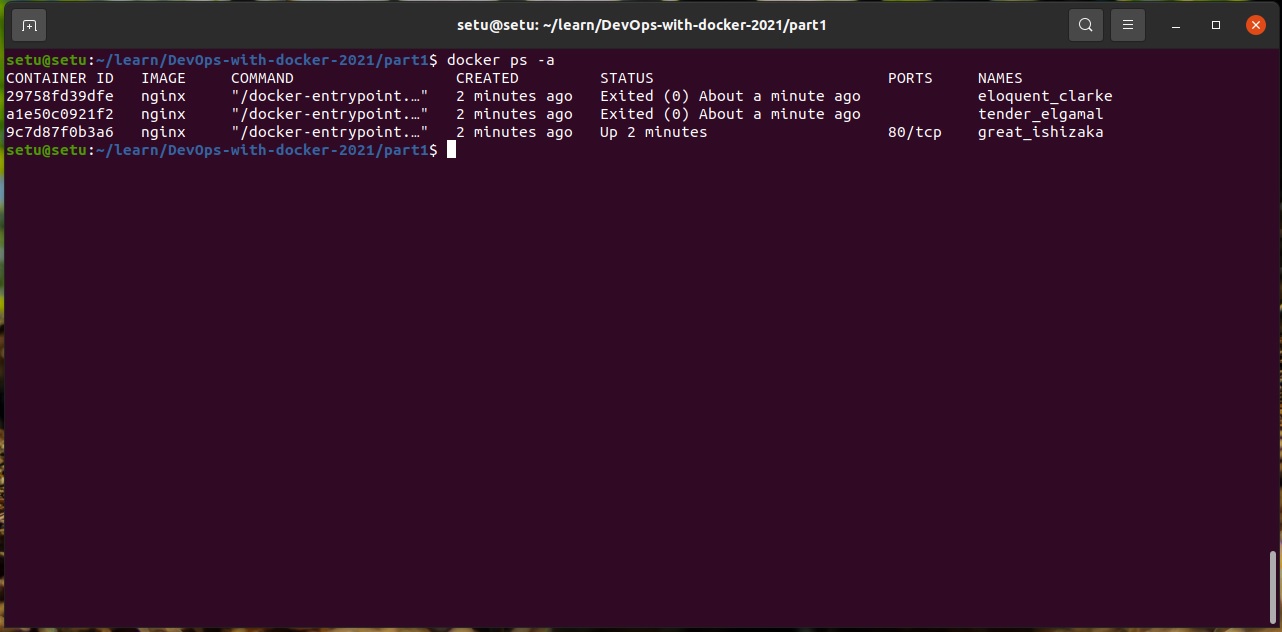 setu@setu: ~/learn/DevOps-with-docker-2021/part1
setu@setu:~/learn/DevOps-with-docker-2021/part1$ docker ps -a
CONTAINER ID   IMAGE     COMMAND                  CREATED         STATUS                          PORTS     NAMES
29758fd39dfe   nginx     "/docker-entrypoint.…"   2 minutes ago   Exited (0) About a minute ago             eloquent_clarke
a1e50c0921f2   nginx     "/docker-entrypoint.…"   2 minutes ago   Exited (0) About a minute ago             tender_elgamal
9c7d87f0b3a6   nginx     "/docker-entrypoint.…"   2 minutes ago   Up 2 minutes                    80/tcp    great_ishizaka
setu@setu:~/learn/DevOps-with-docker-2021/part1$